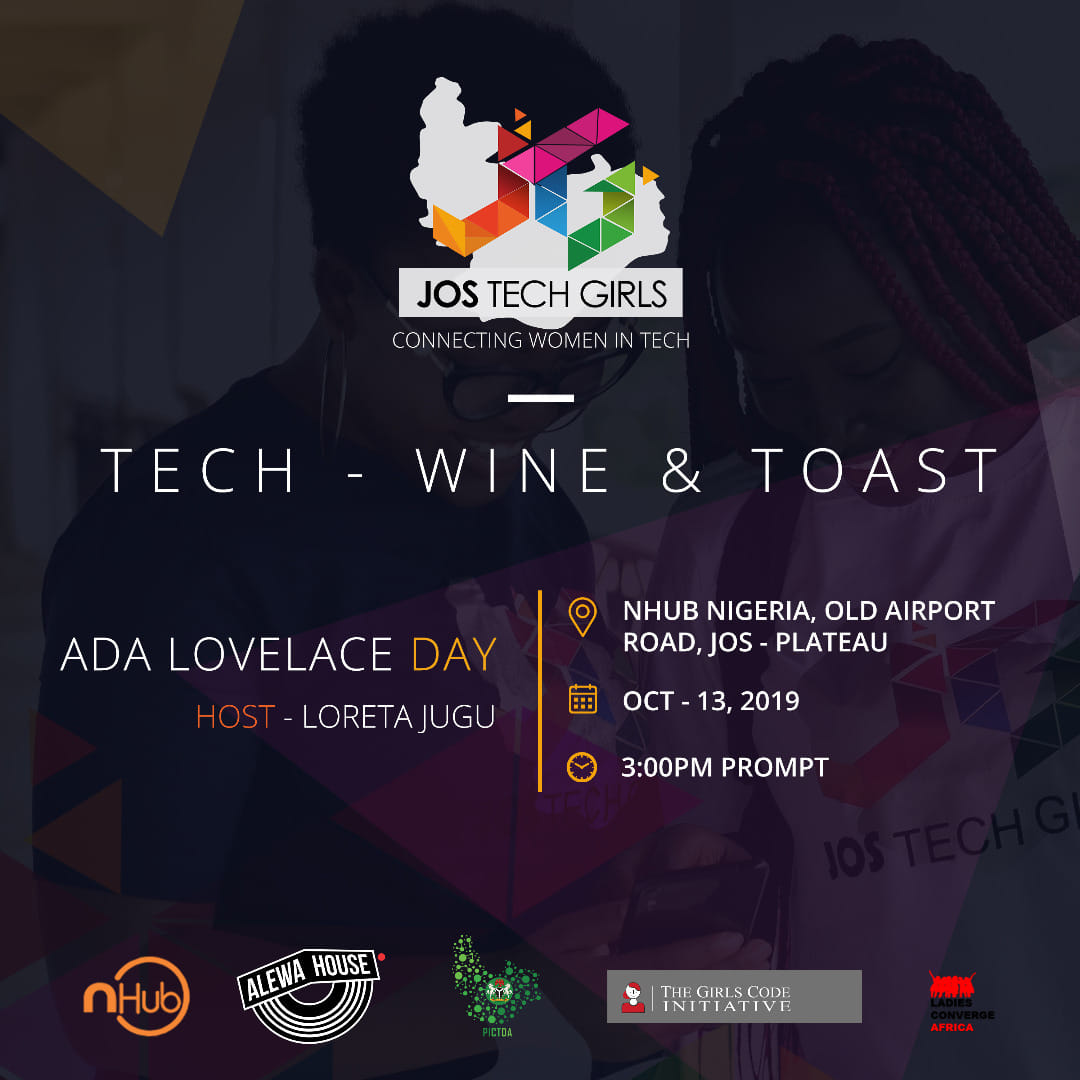 JOS TECH GIRLS
CONNECTING WOMEN IN TECH
TECH - WINE & TOAST
ADA LOVELACE DAY
HOST - LORETA JUGU
NHUB NIGERIA, OLD AIRPORT
ROAD, JOS - PLATEAU
OCT - 13, 2019
3:00PM PROMPT
TECH
JOS TECH GI
nHub
ALEWA HOUSE
PICTDA
THE GIRLS CODE
INITIATIVE
LADIES
CONVERGE
AFRICA